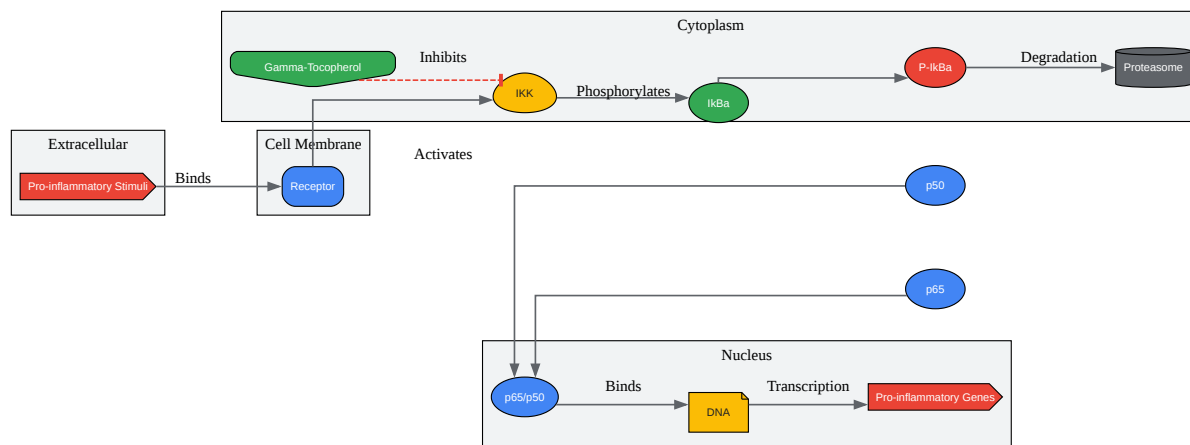 Cytoplasm
Gamma-Tocopherol
Inhibits
IKK
Phosphorylates
IkBa
P-IkBa
Degradation
Proteasome
Extracellular
Pro-inflammatory Stimuli
Binds
Cell Membrane
Receptor
Activates
p50
p65
Nucleus
p65/p50
Binds
DNA
Transcription
Pro-inflammatory Genes